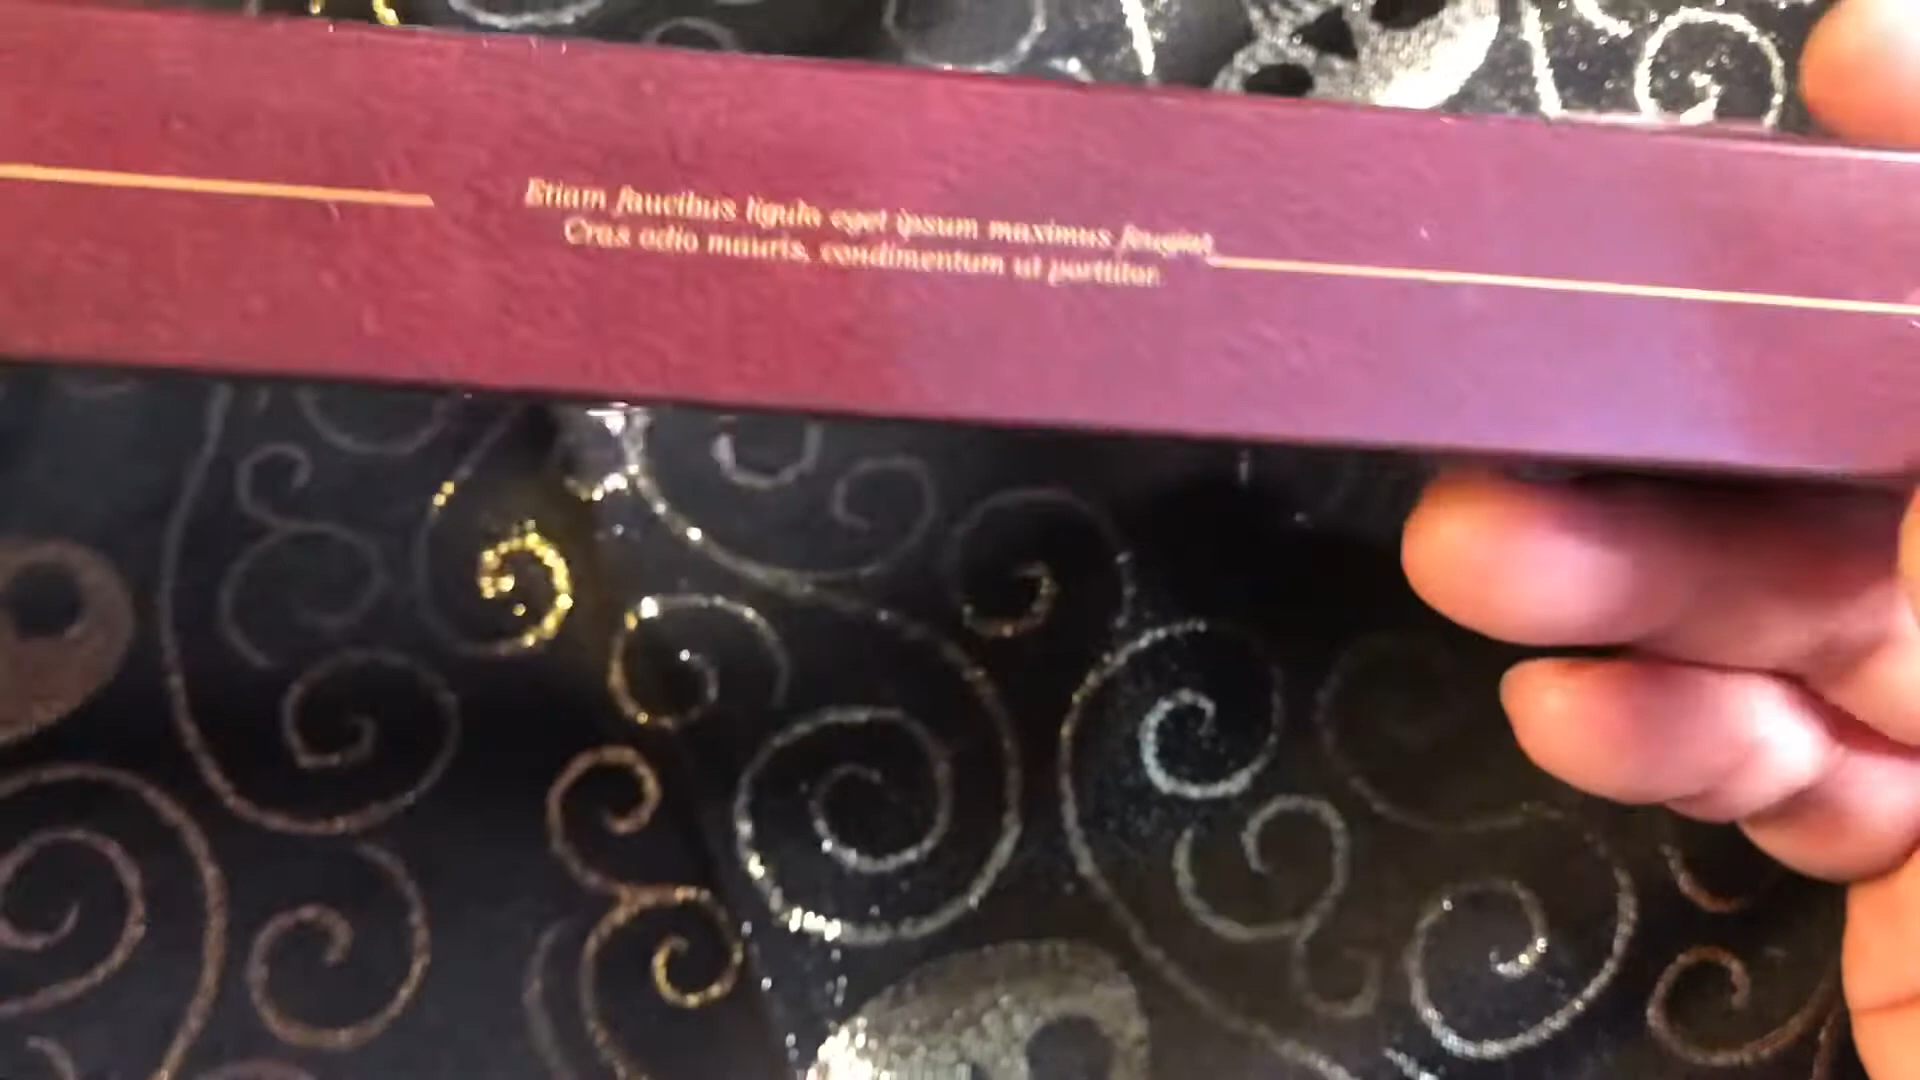 Etiam faucibus ligula eget ipsum maximus feugiat.
Cras odio mauris, condimentum ut porttitor.